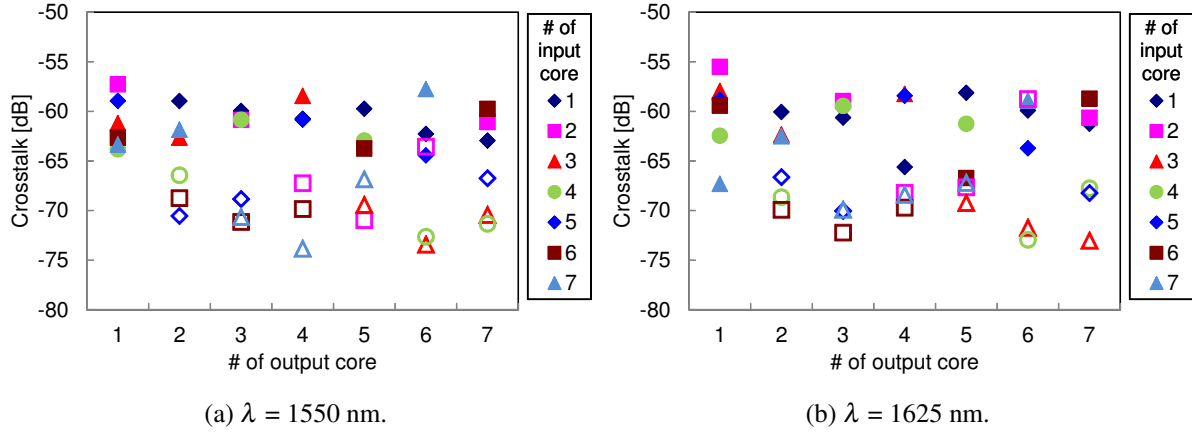 -50
-55
-60
-65
-70
-75
-80
Crosstalk [dB]
1 2 3 4 5 6 7
# of output core
# of
input
core
1
2
3
4
5
6
7
(a) λ = 1550 nm.
-50
-55
-60
-65
-70
-75
-80
Crosstalk [dB]
1 2 3 4 5 6 7
# of output core
# of
input
core
1
2
3
4
5
6
7
(b) λ = 1625 nm.